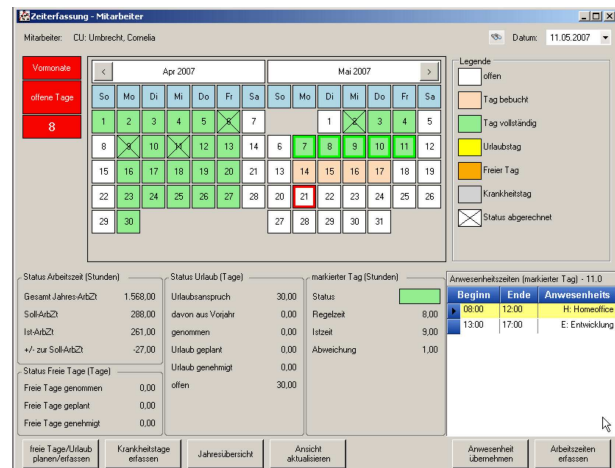 Zeiterfassung - Mitarbeiter
Mitarbeiter: CU: Umbrecht, Cornelia
Datum: 11.05.2007
Vormonate
offene Tage
8
< Apr 2007 Mai 2007 >
So Mo Di Mi Do Fr Sa So Mo Di Mi Do Fr Sa
1 2 3 4 5 6 7 1 2 3 4 5
8 9 10 11 12 13 14 6 7 8 9 10 11 12
15 16 17 18 19 20 21 13 14 15 16 17 18 19
22 23 24 25 26 27 28 20 21 22 23 24 25 26
29 30 27 28 29 30 31
Legende
offen
Tag bebucht
Tag vollständig
Urlaubstag
Freier Tag
Krankheitstag
Status abgerechnet
Status Arbeitszeit (Stunden)
Gesamt Jahres-ArbZt 1.568,00
Soll-ArbZt 288,00
Ist-ArbZt 261,00
+/- zur Soll-ArbZt -27,00
Status Freie Tage (Tage)
Freie Tage genommen 0,00
Freie Tage geplant 0,00
Freie Tage genehmigt 0,00
Status Urlaub (Tage)
Urlaubsanspruch 30,00
davon aus Vorjahr 0,00
genommen 0,00
Urlaub geplant 0,00
Urlaub genehmigt 0,00
offen 30,00
markierter Tag (Stunden)
Status
Regelzeit 8,00
Istzeit 9,00
Abweichung 1,00
Anwesenheitszeiten (markierter Tag) - 11.0
Beginn Ende Anwesenheits
08:00 12:00 H: Homeoffice
13:00 17:00 E: Entwicklung
freie Tage/Urlaub
planen/erfassen
Krankheitstage
erfassen
Jahresübersicht
Ansicht
aktualisieren
Anwesenheit
übernehmen
Arbeitszeiten
erfassen